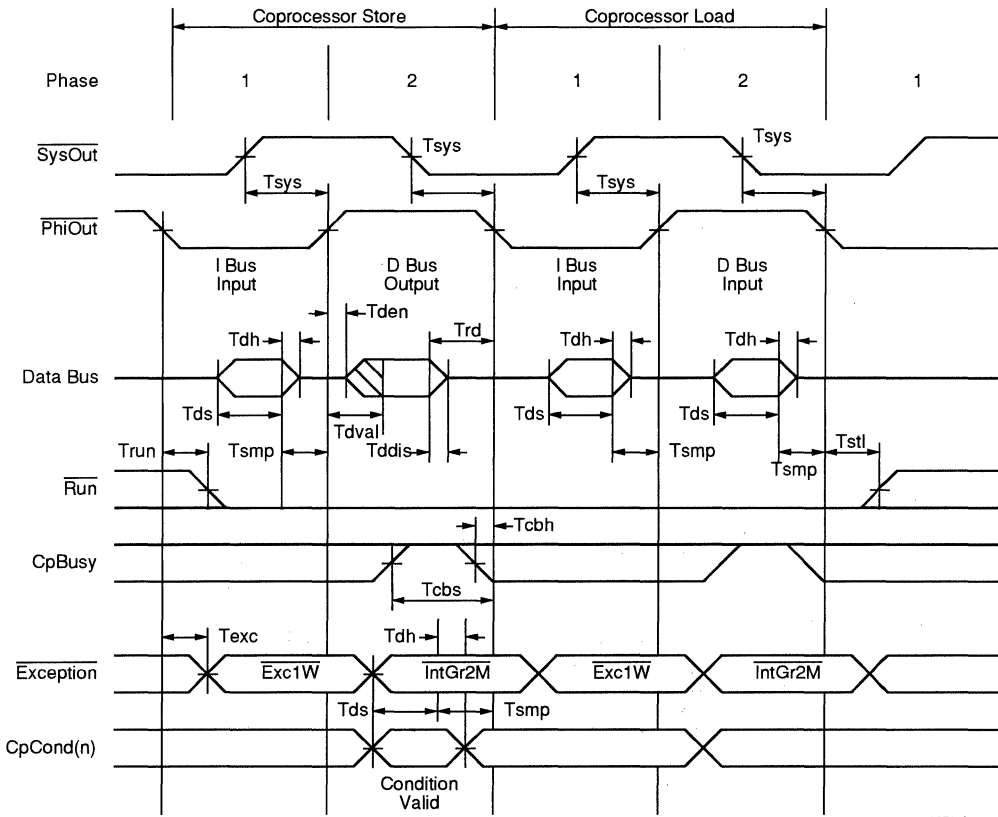 Coprocessor Store Coprocessor Load
Phase 1 2 1 2 1
SysOut Tsys Tsys
Tsys Tsys
PhiOut
I Bus Input D Bus Output I Bus Input D Bus Input
Tden
Tdh Trd Tdh Tdh
Data Bus
Tds Tds Tds
Tdval
Trun Tsmp Tddis Tsmp Tsmp Tstl
Run
Tcbh
CpBusy
Tcbs
Texc Tdh
Exception Exc1W IntGr2M Exc1W IntGr2M
Tds Tsmp
CpCond(n)
Condition
Valid